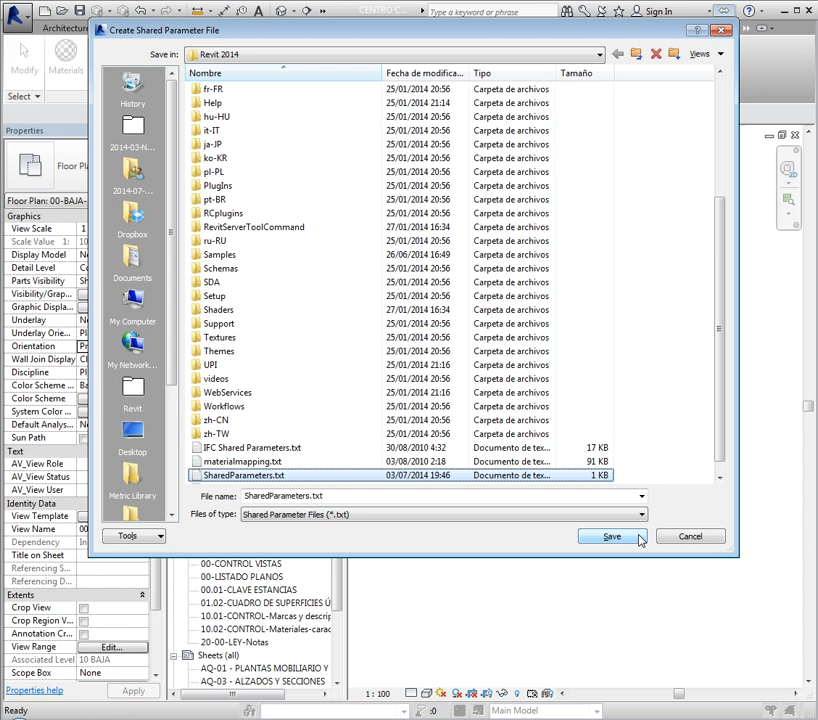 CENTRO C...
Type a keyword or phrase
Sign In
Architecture
Modify
Materials
Select
Create Shared Parameter File
Save in:
Revit 2014
Views
Nombre
Fecha de modifica...
Tipo
Tamaño
History
2014-03-N...
2014-07-...
Dropbox
Documents
My Computer
My Network...
Revit
Desktop
Metric Library
fr-FR 25/01/2014 20:56 Carpeta de archivos
Help 25/01/2014 21:14 Carpeta de archivos
hu-HU 25/01/2014 20:56 Carpeta de archivos
it-IT 25/01/2014 20:56 Carpeta de archivos
ja-JP 25/01/2014 20:56 Carpeta de archivos
ko-KR 25/01/2014 20:56 Carpeta de archivos
pl-PL 25/01/2014 20:56 Carpeta de archivos
PlugIns 25/01/2014 20:56 Carpeta de archivos
pt-BR 25/01/2014 20:56 Carpeta de archivos
RCplugins 25/01/2014 20:56 Carpeta de archivos
RevitServerToolCommand 27/01/2014 16:34 Carpeta de archivos
ru-RU 25/01/2014 20:56 Carpeta de archivos
Samples 26/06/2014 16:49 Carpeta de archivos
Schemas 25/01/2014 20:56 Carpeta de archivos
SDA 25/01/2014 20:56 Carpeta de archivos
Setup 25/01/2014 20:56 Carpeta de archivos
Shaders 27/01/2014 16:34 Carpeta de archivos
Support 25/01/2014 20:56 Carpeta de archivos
Textures 25/01/2014 20:56 Carpeta de archivos
Themes 25/01/2014 20:56 Carpeta de archivos
UPI 25/01/2014 21:16 Carpeta de archivos
videos 25/01/2014 20:56 Carpeta de archivos
WebServices 25/01/2014 21:16 Carpeta de archivos
Workflows 25/01/2014 20:56 Carpeta de archivos
zh-CN 25/01/2014 20:56 Carpeta de archivos
zh-TW 25/01/2014 20:56 Carpeta de archivos
IFC Shared Parameters.txt 30/08/2010 4:32 Documento de tex... 17 KB
materialmapping.txt 03/08/2010 2:18 Documento de tex... 91 KB
SharedParameters.txt 03/07/2014 19:46 Documento de tex... 1 KB
File name: SharedParameters.txt
Files of type: Shared Parameter Files (*.txt)
Tools
Save
Cancel
Properties
Floor Pla
Floor Plan: 00-BAJA-
Graphics
View Scale 1
Scale Value 1: 10
Display Model N
Detail Level C
Parts Visibility S
Visibility/Grap...
Graphic Displa...
Underlay N
Underlay Orie... Pl
Orientation Pr
Wall Join Display Cl
Discipline
Color Scheme ... Ba
Color Scheme
System Color ...
Default Analys... N
Sun Path
Text
AV_View Role
AV_View Status
AV_View User
Identity Data
View Template
View Name 00
Dependency In
Title on Sheet
Referencing S...
Referencing D...
Extents
Crop View
Crop Region V...
Annotation Cr...
View Range Edit...
Associated Level 10 BAJA
Scope Box None
Properties help
Apply
00-CONTROL VISTAS
00-LISTADO PLANOS
01.00-CLAVE ESTANCIAS
01.02-CUADRO DE SUPERFICIES Ú
10.01-CONTROL-Marcas y descrip
10.02-CONTROL-Materiales-carac
20-00-LEY-Notas
Sheets (all)
AQ-01 - PLANTAS MOBILIARIO Y
AQ-03 - ALZADOS Y SECCIONES
1 : 100
Ready
:0
Main Model